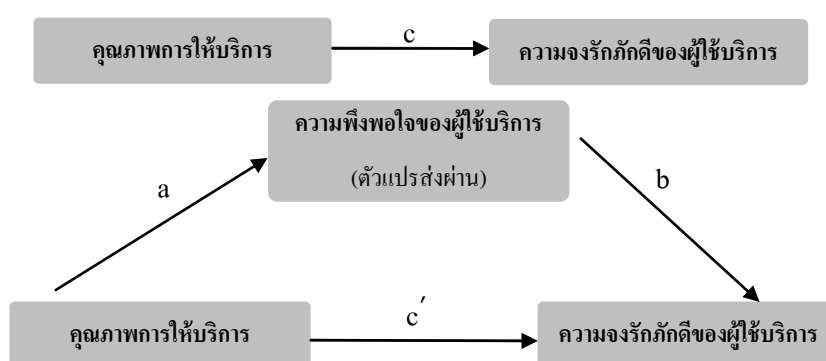 c
คุณภาพการให้บริการ ความจงรักภักดีของผู้ใช้บริการ
ความพึงพอใจของผู้ใช้บริการ
(ตัวแปรส่งผ่าน)
a b
c′
คุณภาพการให้บริการ ความจงรักภักดีของผู้ใช้บริการ